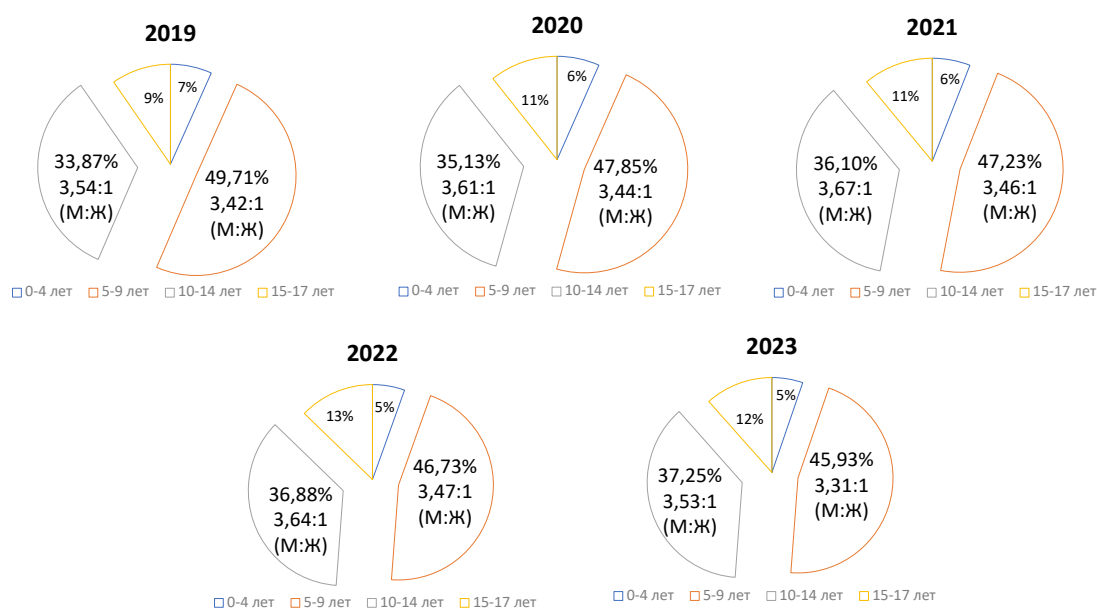 2019
7%
49,71%
3,42:1
(М:Ж)
33,87%
3,54:1
(М:Ж)
9%
0-4 лет 5-9 лет 10-14 лет 15-17 лет
2020
6%
47,85%
3,44:1
(М:Ж)
35,13%
3,61:1
(М:Ж)
11%
0-4 лет 5-9 лет 10-14 лет 15-17 лет
2021
6%
47,23%
3,46:1
(М:Ж)
36,10%
3,67:1
(М:Ж)
11%
0-4 лет 5-9 лет 10-14 лет 15-17 лет
2022
5%
46,73%
3,47:1
(М:Ж)
36,88%
3,64:1
(М:Ж)
13%
0-4 лет 5-9 лет 10-14 лет 15-17 лет
2023
5%
45,93%
3,31:1
(М:Ж)
37,25%
3,53:1
(М:Ж)
12%
0-4 лет 5-9 лет 10-14 лет 15-17 лет